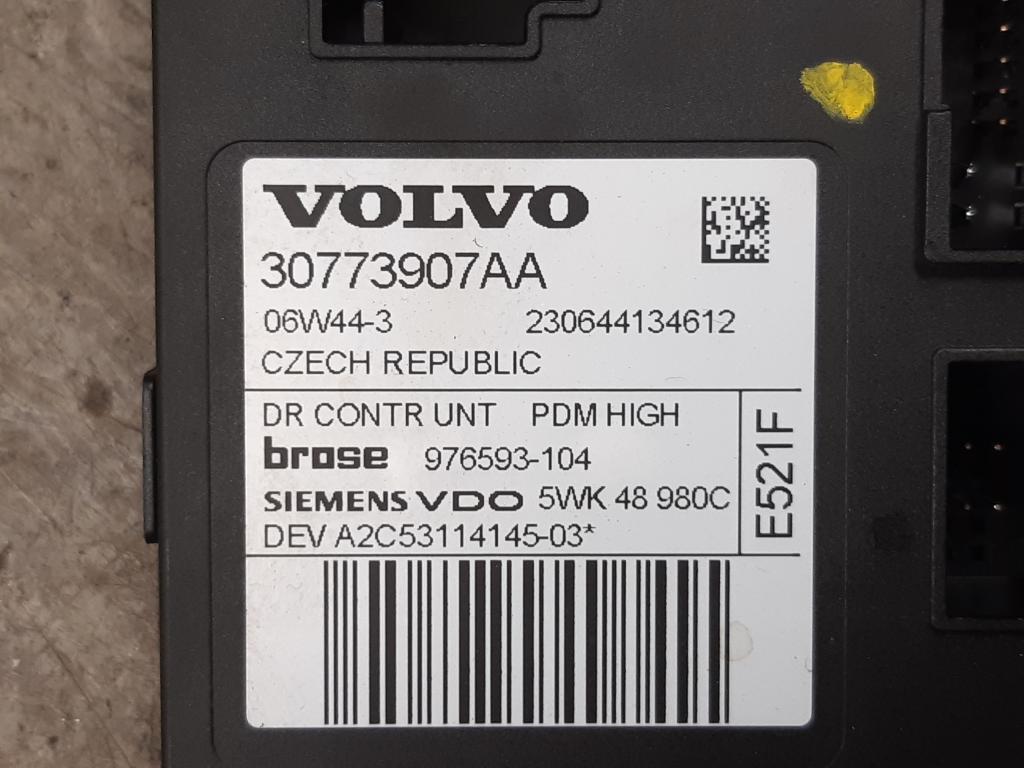 VOLVO
30773907AA
06W44-3 230644134612
CZECH REPUBLIC
DR CONTR UNT PDM HIGH
brose 976593-104
SIEMENS VDO 5WK 48 980C
DEV A2C53114145-03*
E521F